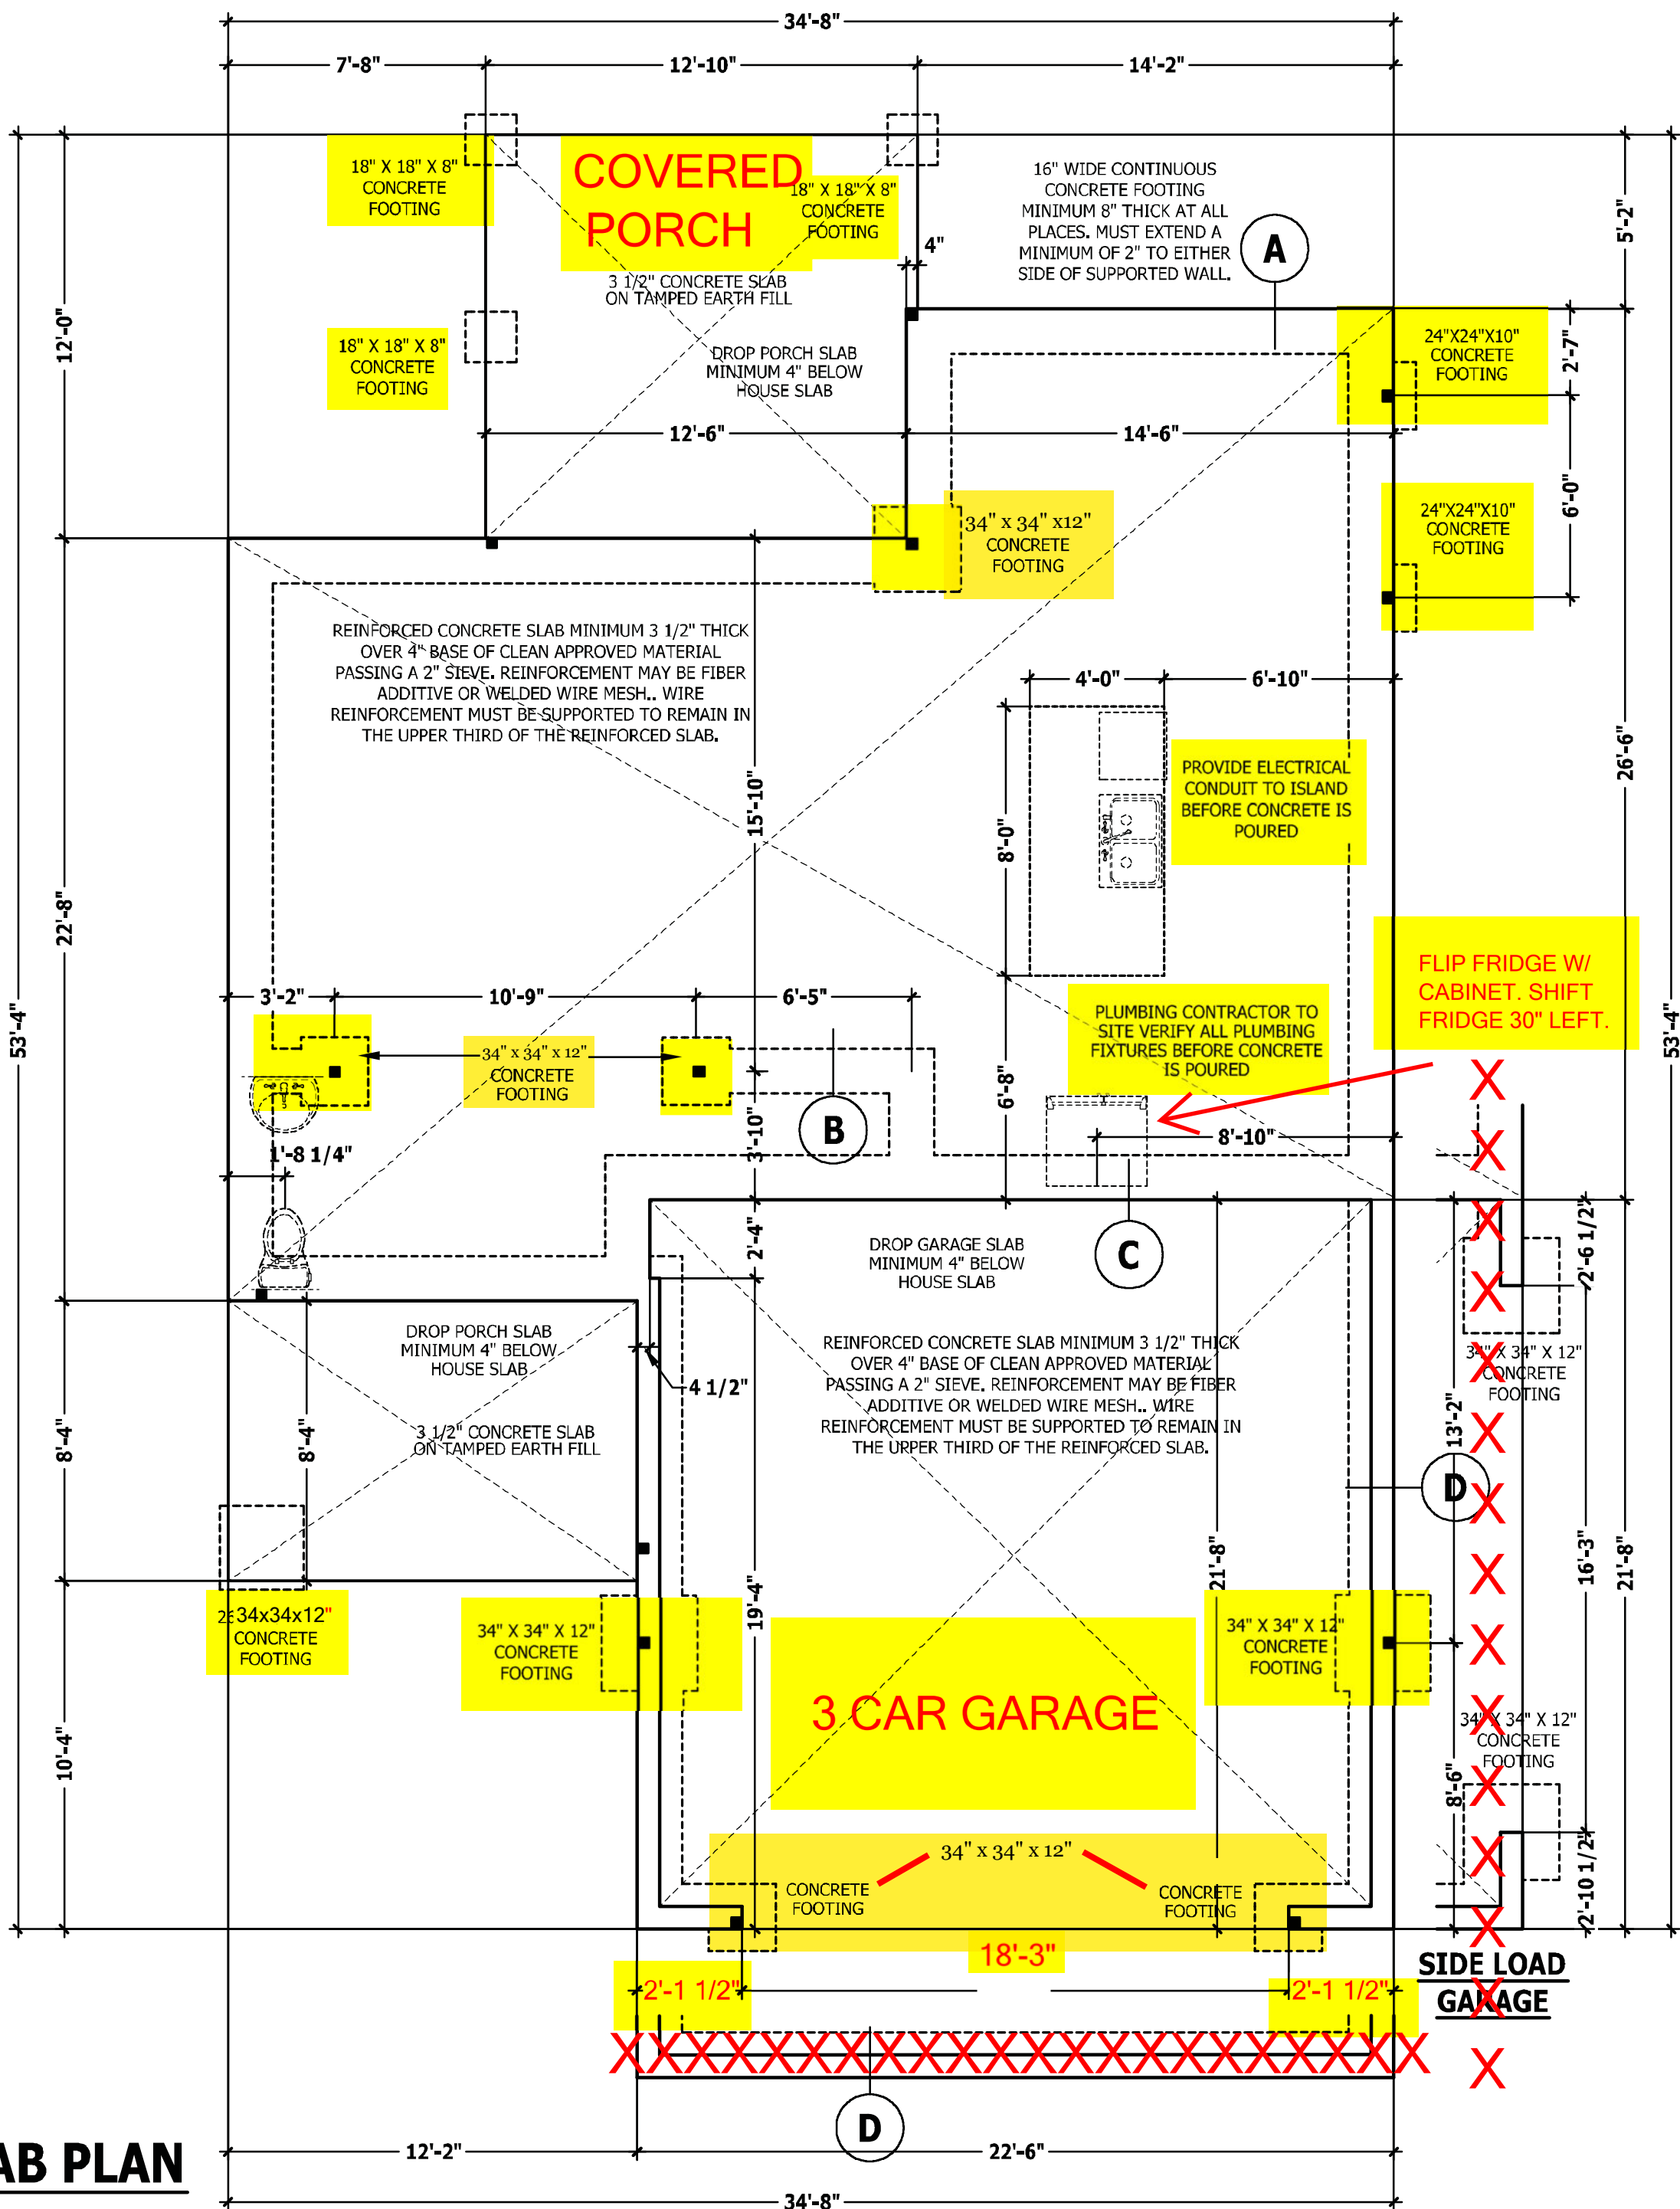 34'-8"
7'-8"
12'-10"
14'-2"
18" X 18" X 8"
CONCRETE
FOOTING
COVERED
PORCH
18" X 18" X 8"
CONCRETE
FOOTING
4"
16" WIDE CONTINUOUS
CONCRETE FOOTING
MINIMUM 8" THICK AT ALL
PLACES. MUST EXTEND A
MINIMUM OF 2" TO EITHER
SIDE OF SUPPORTED WALL.
A
5'-2"
3 1/2" CONCRETE SLAB
ON TAMPED EARTH FILL
12'-0"
18" X 18" X 8"
CONCRETE
FOOTING
DROP PORCH SLAB
MINIMUM 4" BELOW
HOUSE SLAB
24"X24"X10"
CONCRETE
FOOTING
2'-7"
12'-6"
14'-6"
34" x 34" x12"
CONCRETE
FOOTING
24"X24"X10"
CONCRETE
FOOTING
6'-0"
REINFORCED CONCRETE SLAB MINIMUM 3 1/2" THICK
OVER 4" BASE OF CLEAN APPROVED MATERIAL
PASSING A 2" SIEVE. REINFORCEMENT MAY BE FIBER
ADDITIVE OR WELDED WIRE MESH.. WIRE
REINFORCEMENT MUST BE SUPPORTED TO REMAIN IN
THE UPPER THIRD OF THE REINFORCED SLAB.
4'-0"
6'-10"
26'-6"
15'-10"
8'-0"
PROVIDE ELECTRICAL
CONDUIT TO ISLAND
BEFORE CONCRETE IS
POURED
22'-8"
53'-4"
53'-4"
FLIP FRIDGE W/
CABINET. SHIFT
FRIDGE 30" LEFT.
3'-2"
10'-9"
6'-5"
34" x 34" x 12"
CONCRETE
FOOTING
PLUMBING CONTRACTOR TO
SITE VERIFY ALL PLUMBING
FIXTURES BEFORE CONCRETE
IS POURED
6'-8"
B
3'-10"
8'-10"
1'-8 1/4"
X
X
2'-4"
DROP GARAGE SLAB
MINIMUM 4" BELOW
HOUSE SLAB
C
X
2'-6 1/2"
X
DROP PORCH SLAB
MINIMUM 4" BELOW
HOUSE SLAB
REINFORCED CONCRETE SLAB MINIMUM 3 1/2" THICK
OVER 4" BASE OF CLEAN APPROVED MATERIAL
PASSING A 2" SIEVE. REINFORCEMENT MAY BE FIBER
ADDITIVE OR WELDED WIRE MESH.. WIRE
REINFORCEMENT MUST BE SUPPORTED TO REMAIN IN
THE UPPER THIRD OF THE REINFORCED SLAB.
34" X 34" X 12"
CONCRETE
FOOTING
X
4 1/2"
13'-2"
X
8'-4"
8'-4"
3 1/2" CONCRETE SLAB
ON TAMPED EARTH FILL
D
X
21'-8"
16'-3"
21'-8"
X
34x34x12"
CONCRETE
FOOTING
34" X 34" X 12"
CONCRETE
FOOTING
19'-4"
34" X 34" X 12"
CONCRETE
FOOTING
X
3 CAR GARAGE
10'-4"
34" X 34" X 12"
CONCRETE
FOOTING
X
8'-6"
X
34" x 34" x 12"
CONCRETE
FOOTING
CONCRETE
FOOTING
X
2'-10 1/2"
X
18'-3"
SIDE LOAD
GARAGE
X
2'-1 1/2"
2'-1 1/2"
XXXXXXXXXXXXXXXXXXXXXX
X
D
12'-2"
22'-6"
AB PLAN
34'-8"